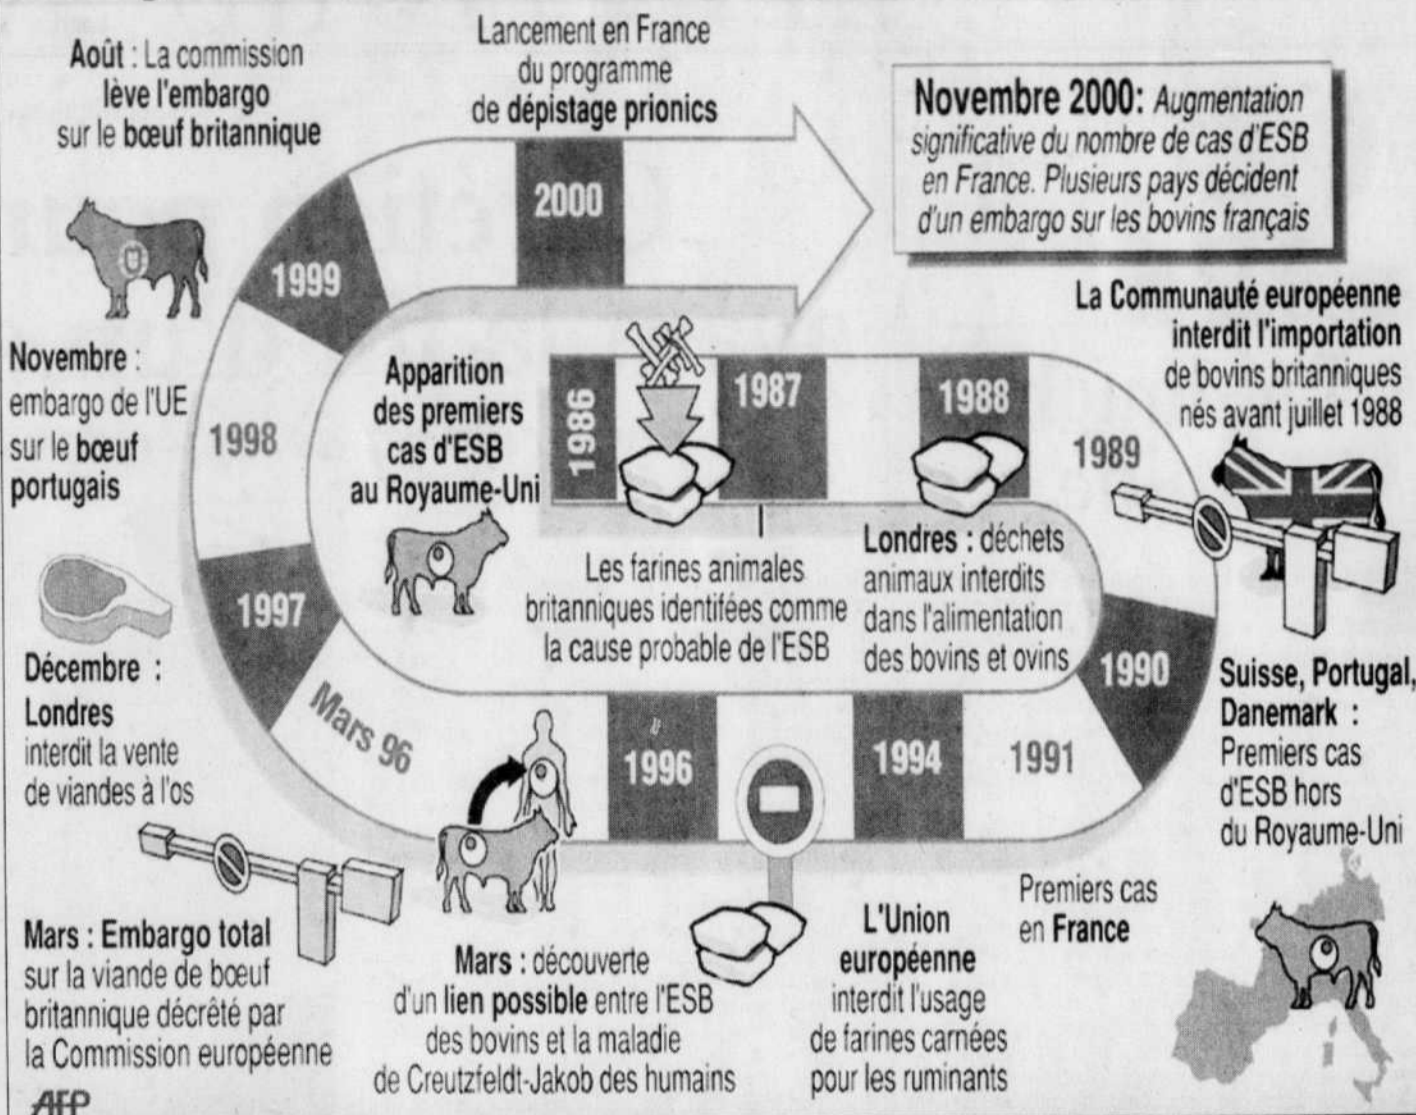 Août : La commission
lève l'embargo
sur le bœuf britannique
Lancement en France
du programme
de dépistage prionics
Novembre 2000: Augmentation
significative du nombre de cas d'ESB
en France. Plusieurs pays décident
d'un embargo sur les bovins français
2000
1999
Novembre :
embargo de l'UE
sur le bœuf
portugais
1998
Apparition
des premiers
cas d'ESB
au Royaume-Uni
1986
1987
1988
1989
La Communauté européenne
interdit l'importation
de bovins britanniques
nés avant juillet 1988
Les farines animales
britanniques identifées comme
la cause probable de l'ESB
Londres : déchets
animaux interdits
dans l'alimentation
des bovins et ovins
1990
Suisse, Portugal,
Danemark :
Premiers cas
d'ESB hors
du Royaume-Uni
1997
Décembre :
Londres
interdit la vente
de viandes à l'os
Mars 96
1996
1994
1991
Mars : Embargo total
sur la viande de bœuf
britannique décrété par
la Commission européenne
Mars : découverte
d'un lien possible entre l'ESB
des bovins et la maladie
de Creutzfeldt-Jakob des humains
L'Union
européenne
interdit l'usage
de farines carnées
pour les ruminants
Premiers cas
en France
AFP